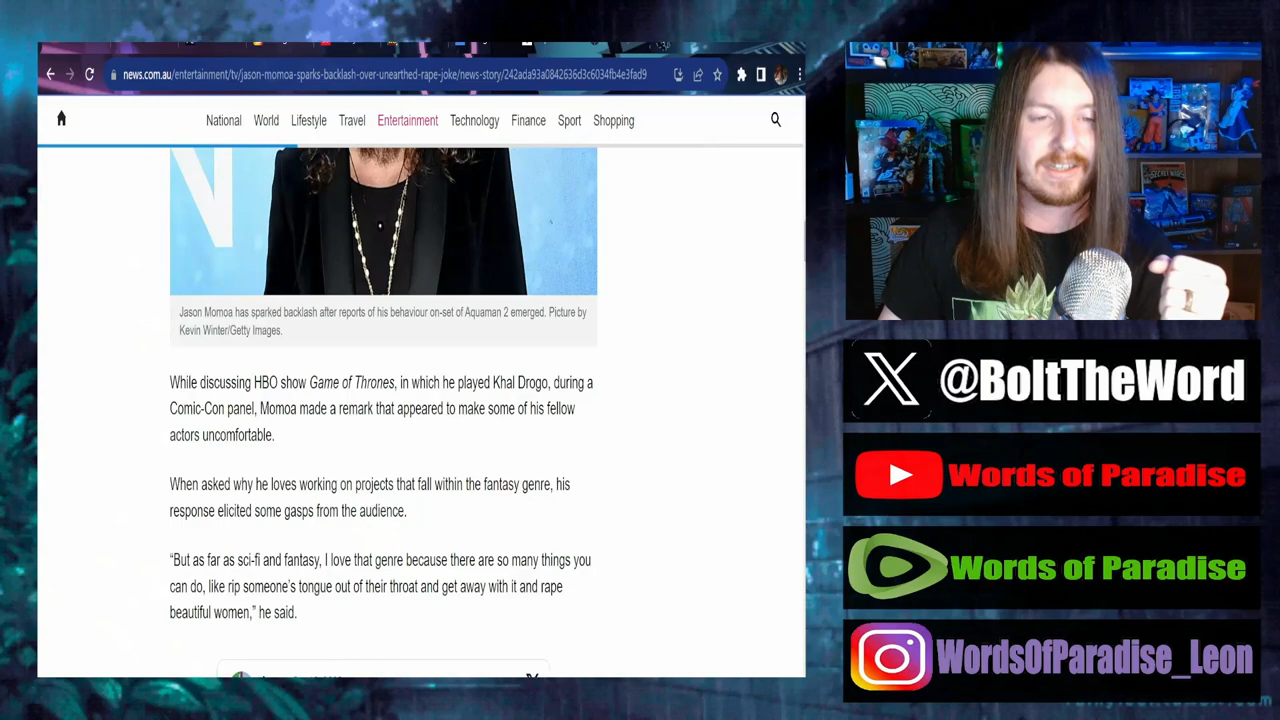 news.com.au/entertainment/tv/jason-momoa-sparks-backlash-over-unearthed-rape-joke/news-story/242ada93a0842636d3c6034fb4e3fad9
National World Lifestyle Travel Entertainment Technology Finance Sport Shopping
N
Jason Momoa has sparked backlash after reports of his behaviour on-set of Aquaman 2 emerged. Picture by
Kevin Winter/Getty Images.
While discussing HBO show Game of Thrones, in which he played Khal Drogo, during a
Comic-Con panel, Momoa made a remark that appeared to make some of his fellow
actors uncomfortable.
When asked why he loves working on projects that fall within the fantasy genre, his
response elicited some gasps from the audience.
“But as far as sci-fi and fantasy, I love that genre because there are so many things you
can do, like rip someone’s tongue out of their throat and get away with it and rape
beautiful women,” he said.
SECRET WARS
X @BoltTheWord
Words of Paradise
Words of Paradise
WordsOfParadise_Leon